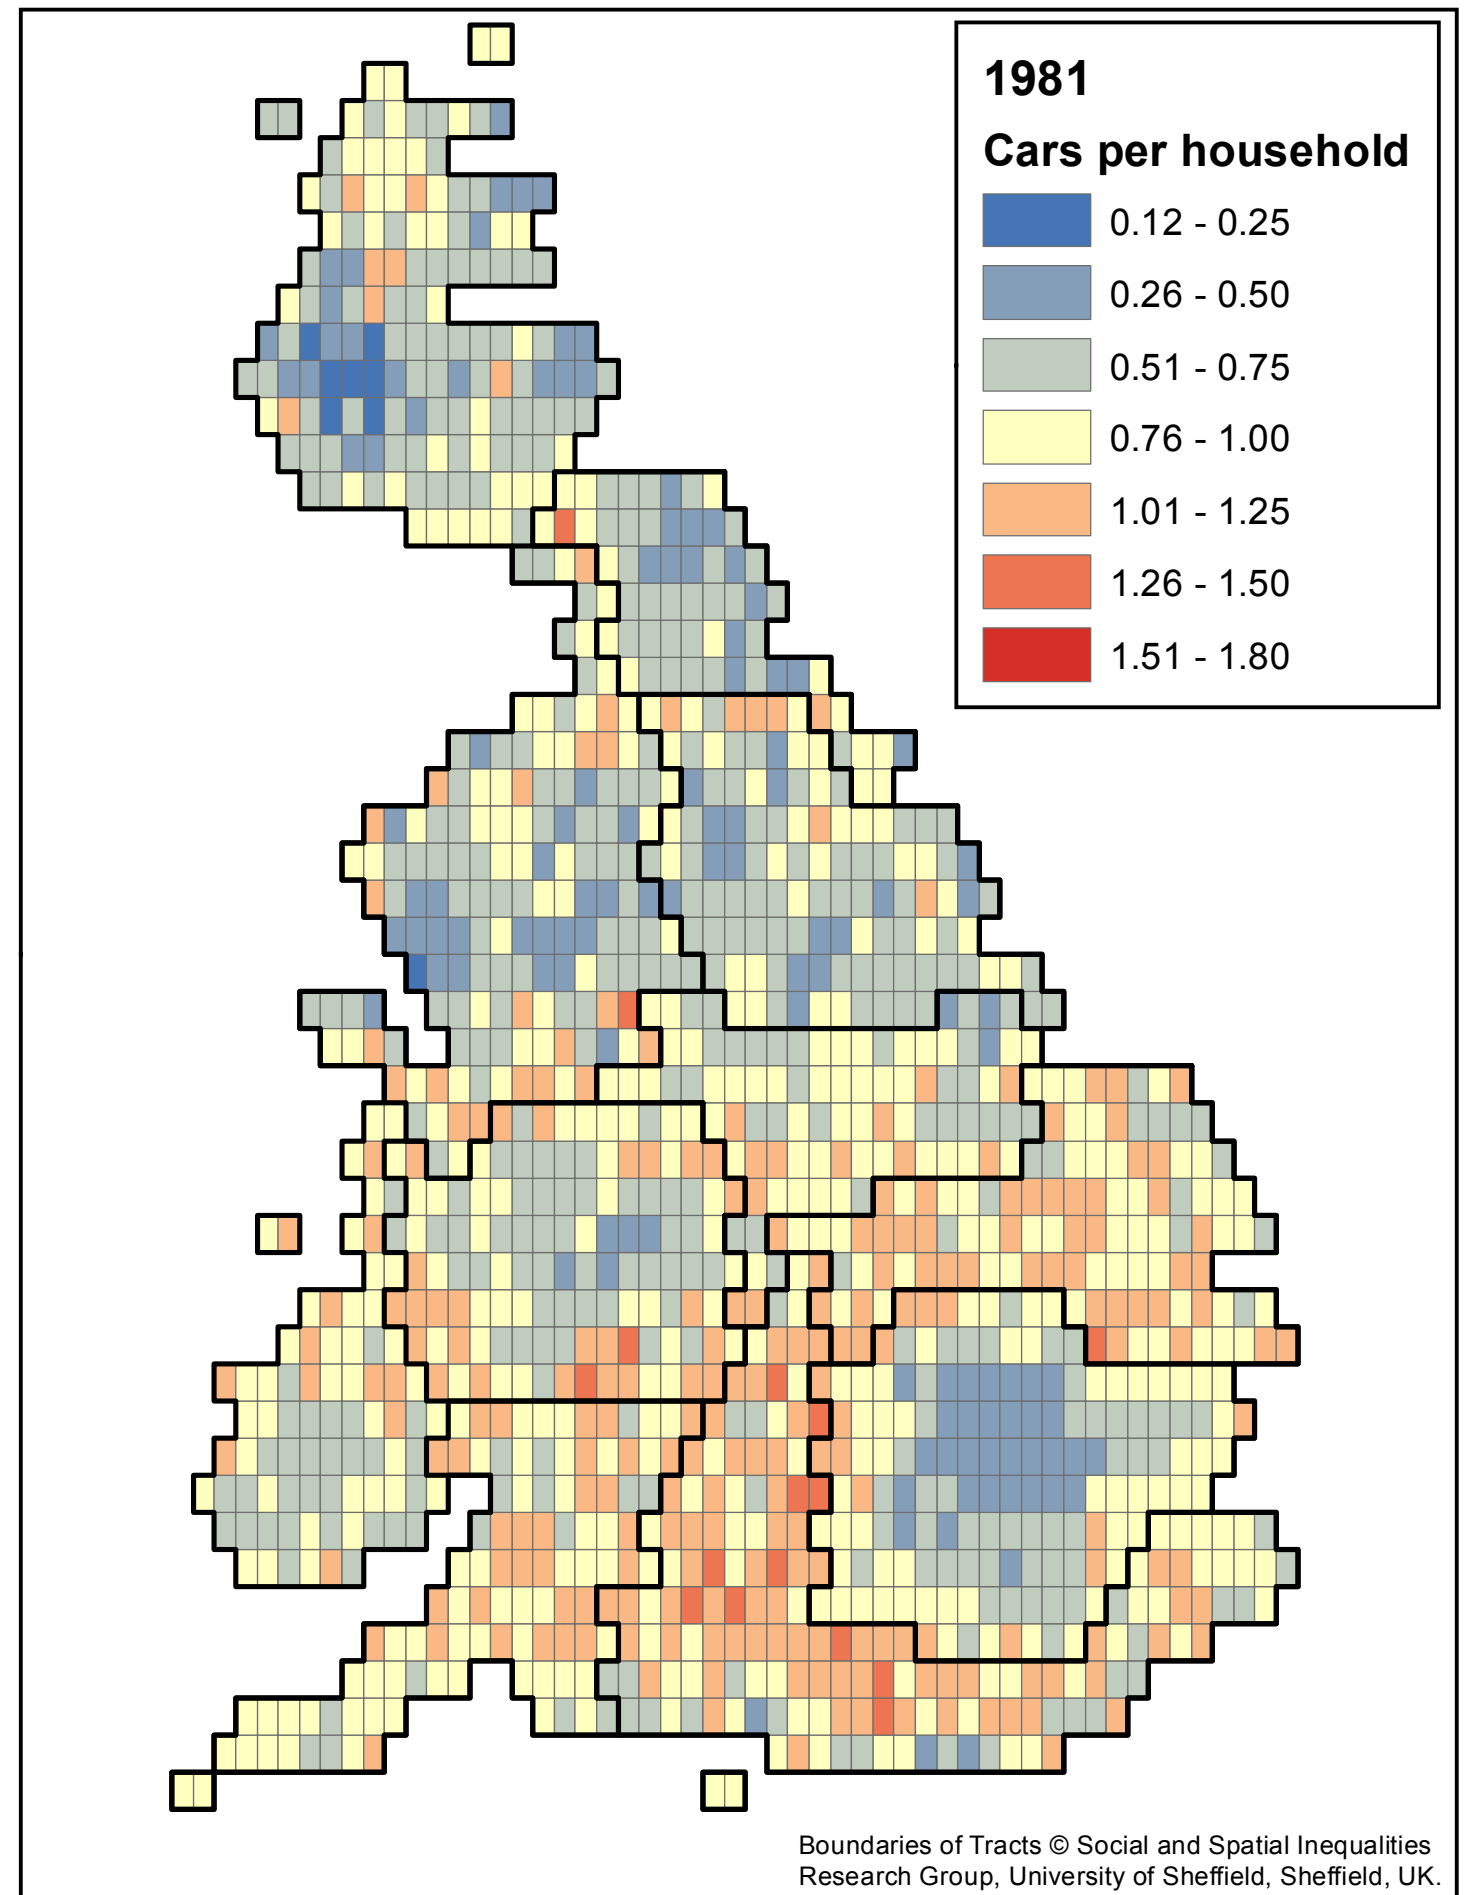 1981
Cars per household
0.12 - 0.25
0.26 - 0.50
0.51 - 0.75
0.76 - 1.00
1.01 - 1.25
1.26 - 1.50
1.51 - 1.80
Boundaries of Tracts © Social and Spatial Inequalities
Research Group, University of Sheffield, Sheffield, UK.